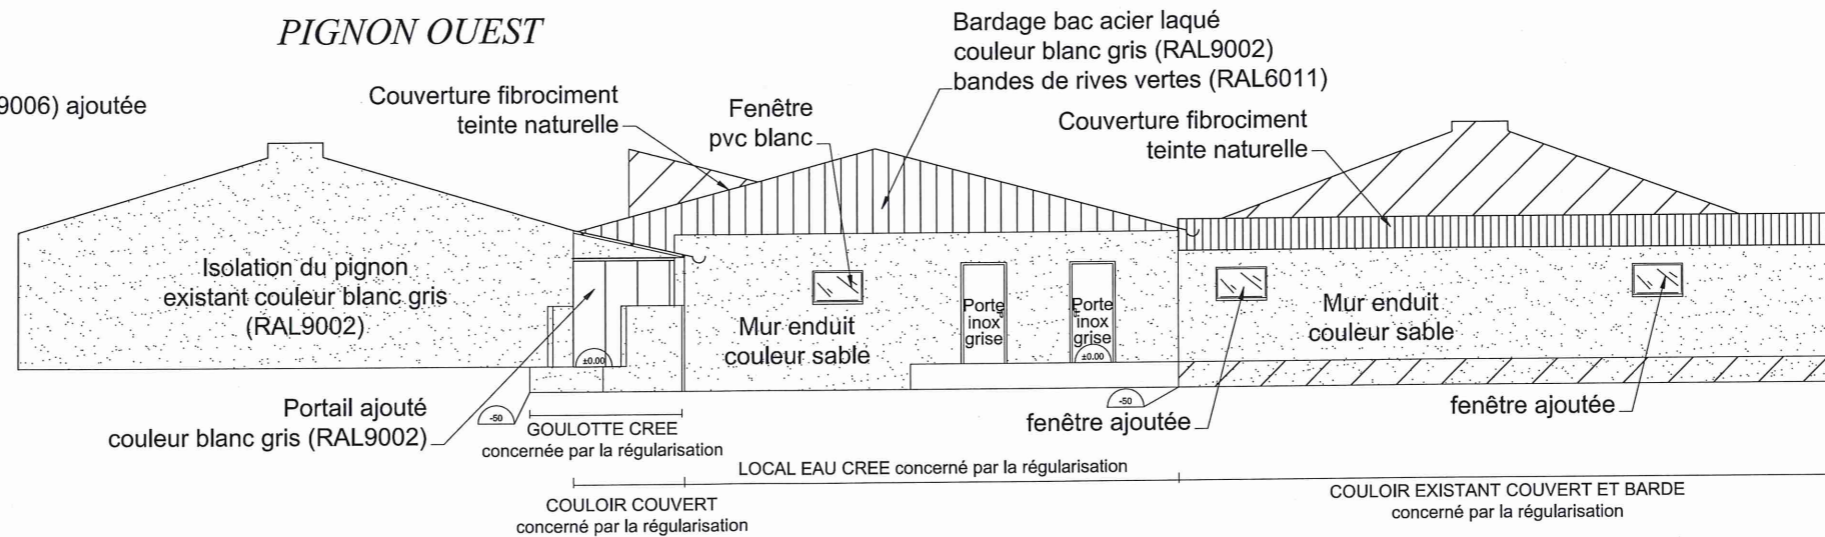 PIGNON OUEST
9006) ajoutée
Couverture fibrociment
teinte naturelle
Fenêtre
pvc blanc
Bardage bac acier laqué
couleur blanc gris (RAL9002)
bandes de rives vertes (RAL6011)
Couverture fibrociment
teinte naturelle
Isolation du pignon
existant couleur blanc gris
(RAL9002)
Mur enduit
couleur sable
Porte
inox
grise
Porte
inox
grise
Mur enduit
couleur sable
±0.00
±0.00
Portail ajouté
couleur blanc gris (RAL9002)
-50
-50
fenêtre ajoutée
fenêtre ajoutée
GOULOTTE CREE
concernée par la régularisation
LOCAL EAU CREE concerné par la régularisation
COULOIR COUVERT
concerné par la régularisation
COULOIR EXISTANT COUVERT ET BARDE
concerné par la régularisation